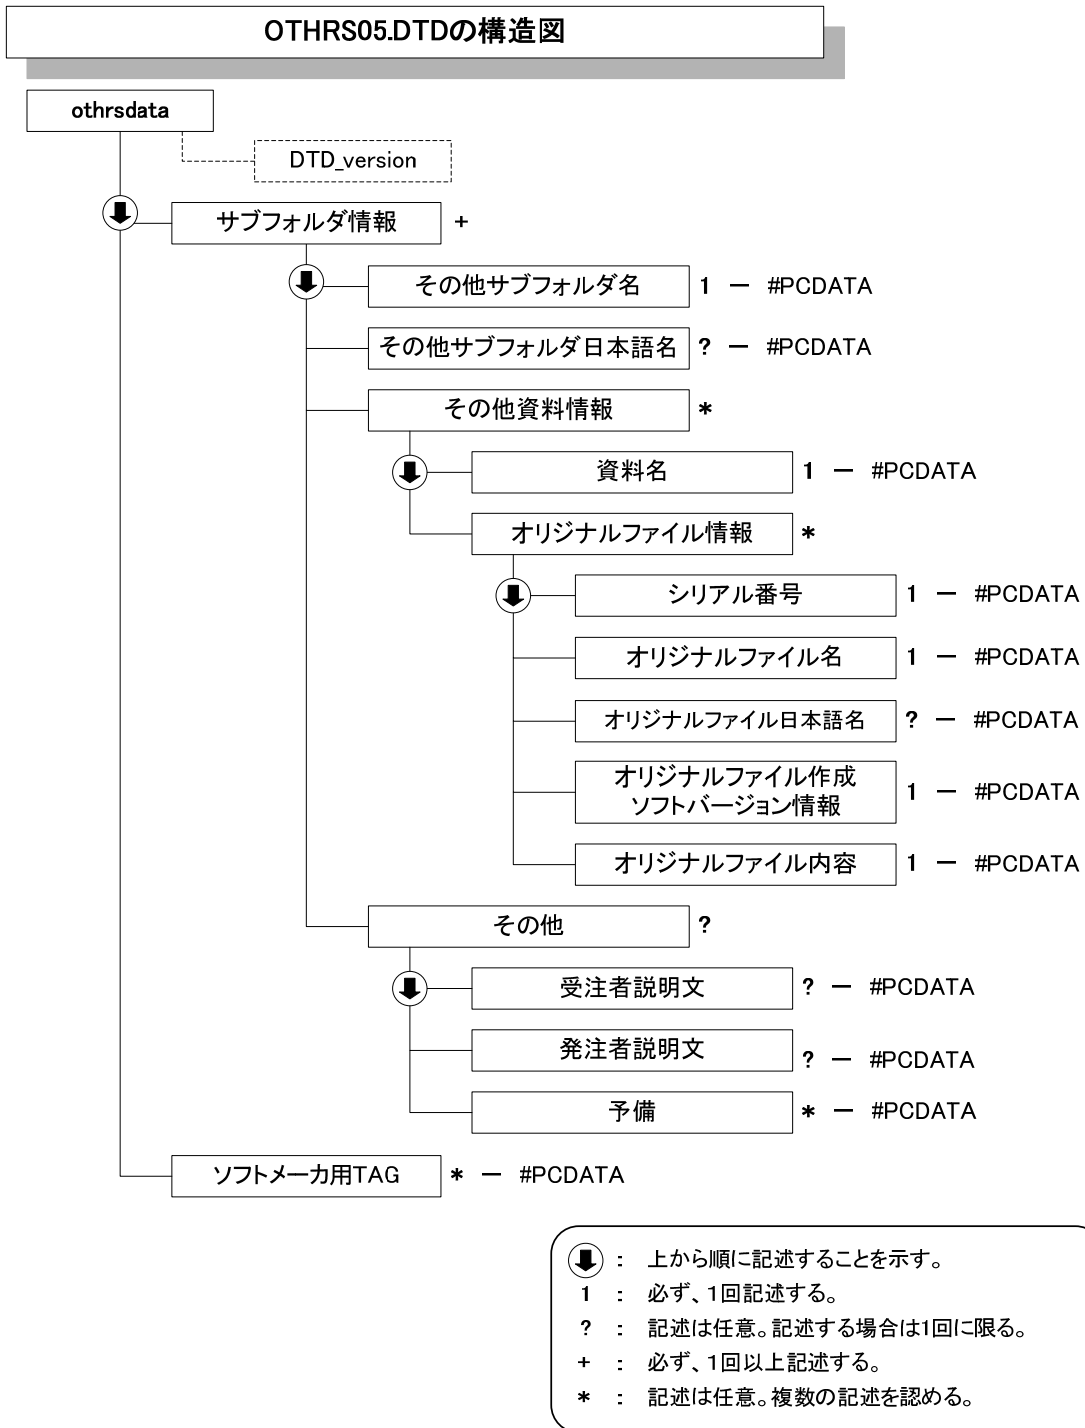 OTHRS05.DTDの構造図
othrsdata
DTD_version
サブフォルダ情報 +
その他サブフォルダ名 1 ー #PCDATA
その他サブフォルダ日本語名 ? ー #PCDATA
その他資料情報 *
資料名 1 ー #PCDATA
オリジナルファイル情報 *
シリアル番号 1 ー #PCDATA
オリジナルファイル名 1 ー #PCDATA
オリジナルファイル日本語名 ? ー #PCDATA
オリジナルファイル作成
ソフトバージョン情報 1 ー #PCDATA
オリジナルファイル内容 1 ー #PCDATA
その他 ?
受注者説明文 ? ー #PCDATA
発注者説明文 ? ー #PCDATA
予備 * ー #PCDATA
ソフトメーカ用TAG * ー #PCDATA
： 上から順に記述することを示す。
1 ： 必ず、1回記述する。
? ： 記述は任意。記述する場合は1回に限る。
+ ： 必ず、1回以上記述する。
* ： 記述は任意。複数の記述を認める。